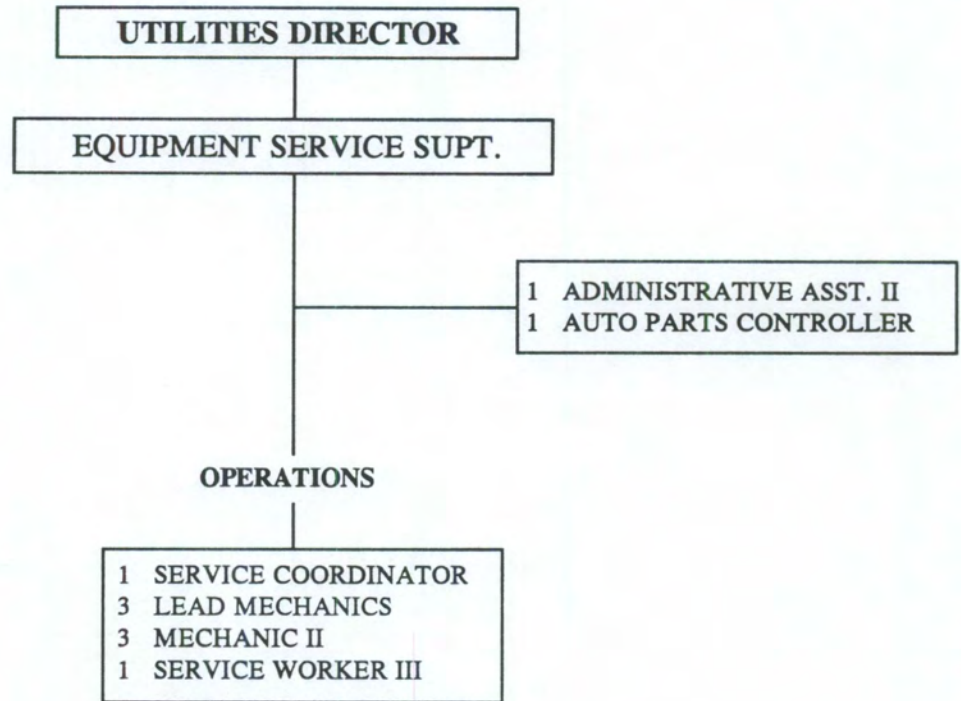 UTILITIES DIRECTOR
EQUIPMENT SERVICE SUPT.
1 ADMINISTRATIVE ASST. II
1 AUTO PARTS CONTROLLER
OPERATIONS
1 SERVICE COORDINATOR
3 LEAD MECHANICS
3 MECHANIC II
1 SERVICE WORKER III